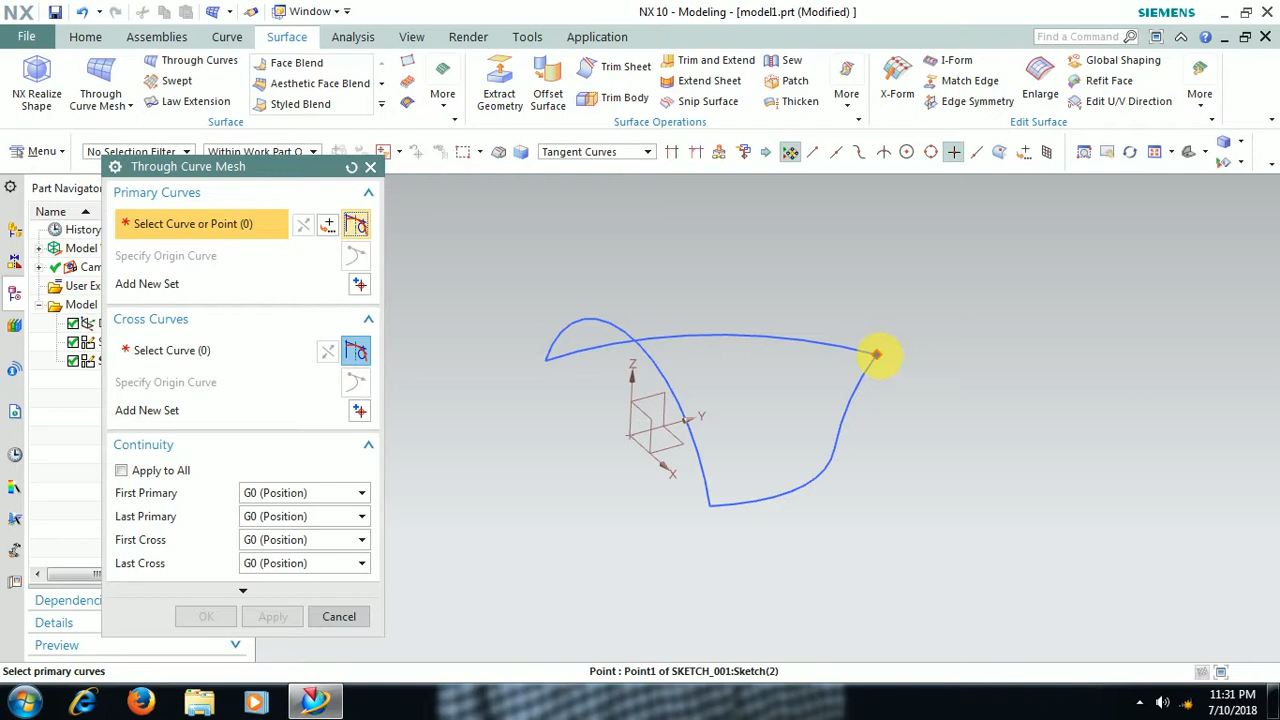 NX Window NX 10 - Modeling - [model1.prt (Modified) ] SIEMENS
File Home Assemblies Curve Surface Analysis View Render Tools Application Find a Command
NX Realize Shape
Through Curve Mesh
Through Curves
Swept
Law Extension
Face Blend
Aesthetic Face Blend
Styled Blend
More
Surface
Extract Geometry
Offset Surface
Trim Sheet
Trim Body
Trim and Extend
Extend Sheet
Snip Surface
Sew
Patch
Thicken
More
Surface Operations
X-Form
I-Form
Match Edge
Edge Symmetry
Enlarge
Global Shaping
Refit Face
Edit U/V Direction
More
Edit Surface
Menu No Selection Filter Within Work Part O Tangent Curves
Part Navigator
Name
History
Model
Cam
User Ex
Model
Dependenci
Details
Preview
Through Curve Mesh
Primary Curves
* Select Curve or Point (0)
Specify Origin Curve
Add New Set
Cross Curves
* Select Curve (0)
Specify Origin Curve
Add New Set
Continuity
Apply to All
First Primary G0 (Position)
Last Primary G0 (Position)
First Cross G0 (Position)
Last Cross G0 (Position)
OK Apply Cancel
Z
Y
X
Select primary curves Point : Point1 of SKETCH_001:Sketch(2)
11:31 PM
7/10/2018